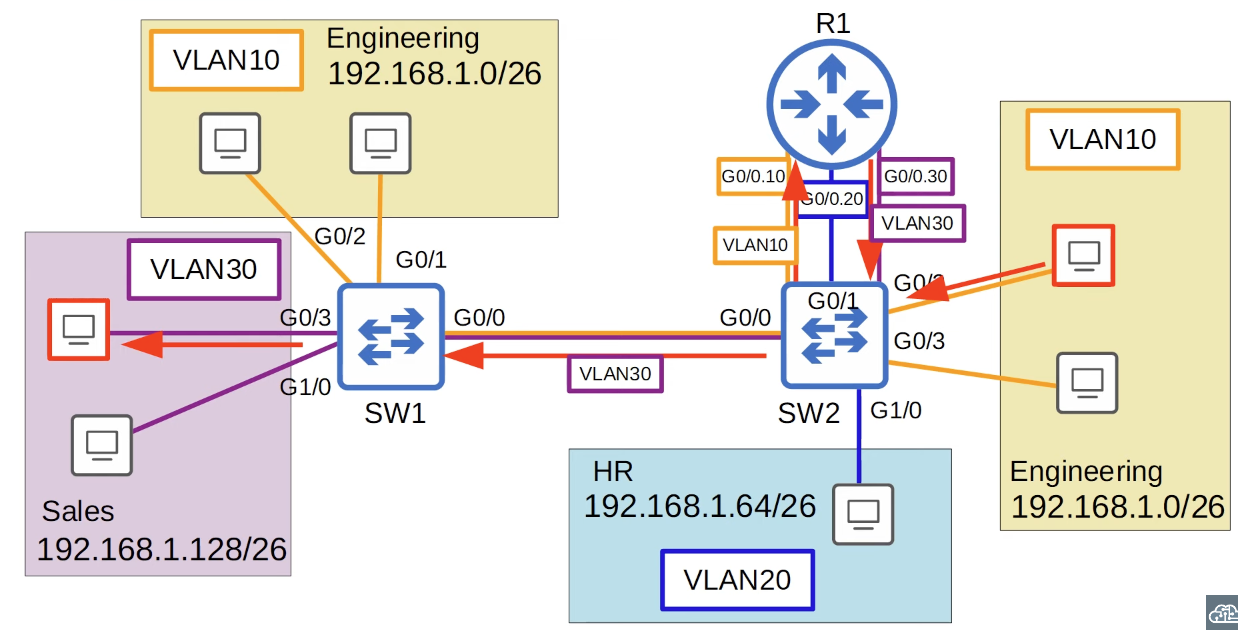 R1
Engineering
192.168.1.0/26
VLAN10
VLAN10
G0/0.10
G0/0.20
G0/0.30
VLAN10
VLAN30
G0/2
G0/1
VLAN30
G0/3
G0/0
G0/0
G0/1
G0/2
G0/3
G1/0
VLAN30
SW1
SW2
G1/0
Sales
192.168.1.128/26
HR
192.168.1.64/26
VLAN20
Engineering
192.168.1.0/26